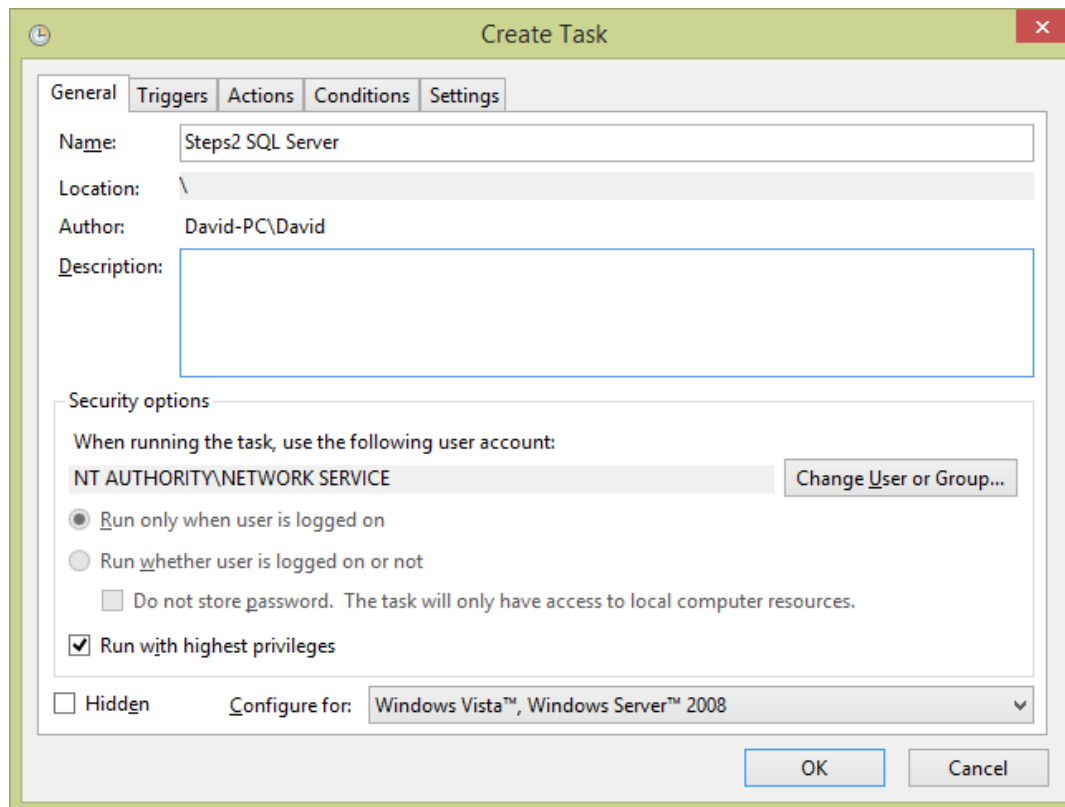 Create Task
General Triggers Actions Conditions Settings
Name: Steps2 SQL Server
Location: \
Author: David-PC\David
Description:
Security options
When running the task, use the following user account:
NT AUTHORITY\NETWORK SERVICE Change User or Group...
Run only when user is logged on
Run whether user is logged on or not
Do not store password. The task will only have access to local computer resources.
Run with highest privileges
Hidden Configure for: Windows Vista™, Windows Server™ 2008
OK Cancel